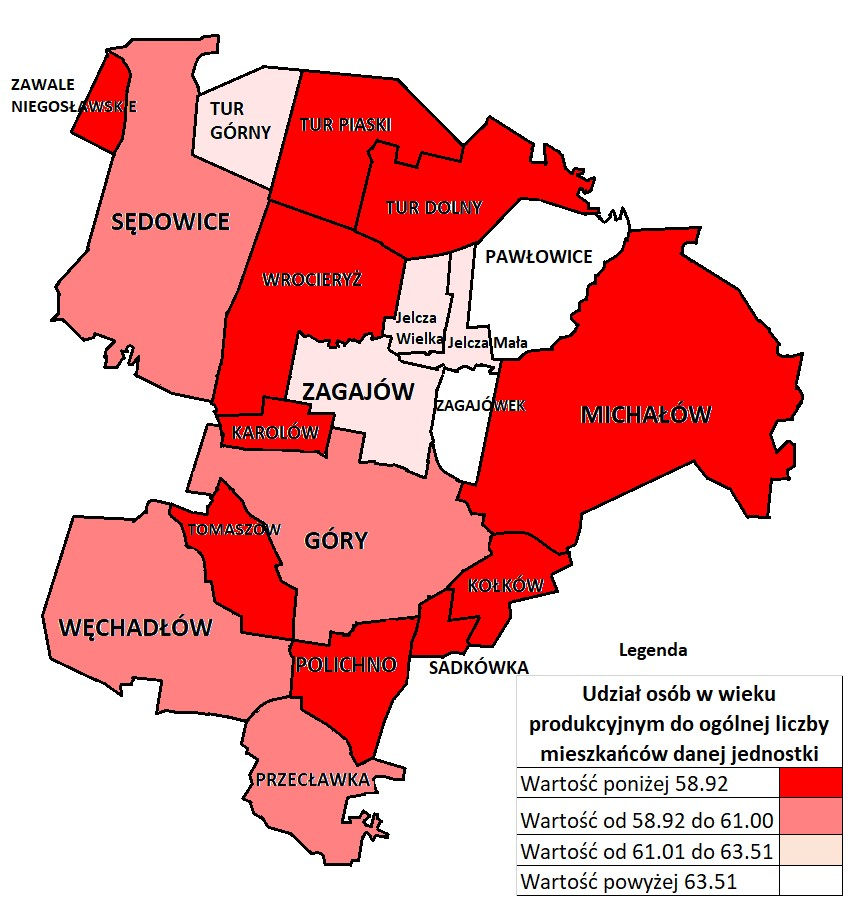 ZAWALE
NIEGOSŁAWSKIE
TUR
GÓRNY
TUR PIASKI
SĘDOWICE
TUR DOLNY
PAWŁOWICE
WROCIERYŻ
Jelcza
Wielka
Jelcza Mała
ZAGAJÓW
ZAGAJÓWEK
MICHAŁÓW
KAROLÓW
TOMASZÓW
GÓRY
KOŁKÓW
WĘCHADŁÓW
POLICHNO
SADKÓWKA
PRZECŁAWKA
Legenda
Udział osób w wieku
produkcyjnym do ogólnej liczby
mieszkańców danej jednostki
Wartość poniżej 58.92
Wartość od 58.92 do 61.00
Wartość od 61.01 do 63.51
Wartość powyżej 63.51